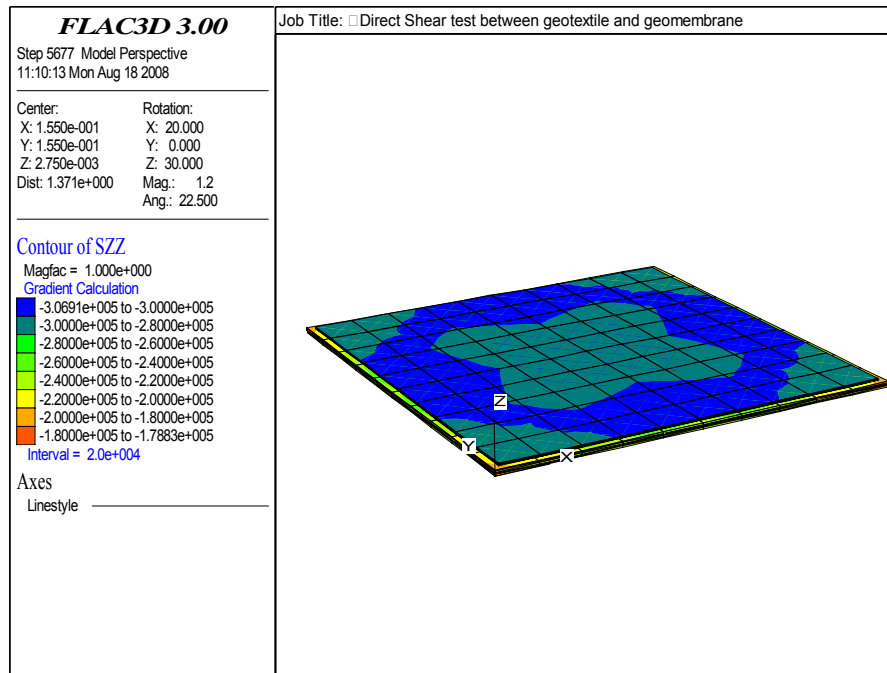 FLAC3D 3.00
Step 5677 Model Perspective
11:10:13 Mon Aug 18 2008
Center:
X: 1.550e-001
Y: 1.550e-001
Z: 2.750e-003
Dist: 1.371e+000
Rotation:
X: 20.000
Y: 0.000
Z: 30.000
Mag.: 1.2
Ang.: 22.500
Contour of SZZ
Magfac = 1.000e+000
Gradient Calculation
-3.0691e+005 to -3.0000e+005
-3.0000e+005 to -2.8000e+005
-2.8000e+005 to -2.6000e+005
-2.6000e+005 to -2.4000e+005
-2.4000e+005 to -2.2000e+005
-2.2000e+005 to -2.0000e+005
-2.0000e+005 to -1.8000e+005
-1.8000e+005 to -1.7883e+005
Interval = 2.0e+004
Axes
Linestyle
Job Title: □Direct Shear test between geotextile and geomembrane
Z
Y
X